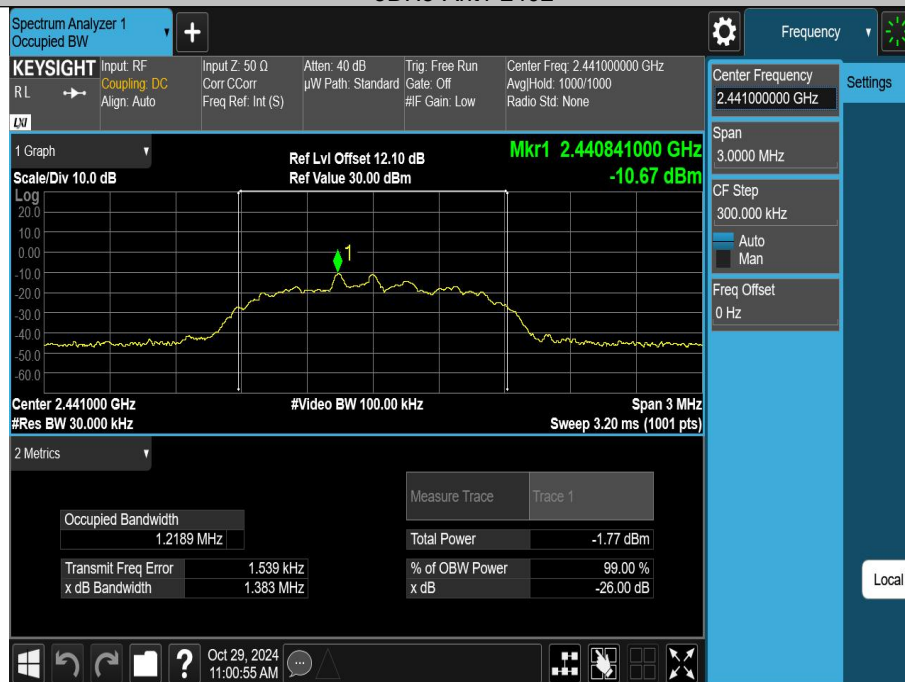 Spectrum Analyzer 1
Occupied BW
Frequency
KEYSIGHT
RL
LXI
Input: RF
Coupling: DC
Align: Auto
Input Z: 50 Ω
Corr CCorr
Freq Ref: Int (S)
Atten: 40 dB
µW Path: Standard
Trig: Free Run
Gate: Off
#IF Gain: Low
Center Freq: 2.441000000 GHz
Avg|Hold: 1000/1000
Radio Std: None
Center Frequency
2.441000000 GHz
Settings
Span
3.0000 MHz
CF Step
300.000 kHz
Auto
Man
Freq Offset
0 Hz
Local
1 Graph
Scale/Div 10.0 dB
Ref Lvl Offset 12.10 dB
Ref Value 30.00 dBm
Mkr1 2.440841000 GHz
-10.67 dBm
Log
20.0
10.0
0.00
-10.0
-20.0
-30.0
-40.0
-50.0
-60.0
1
Center 2.441000 GHz
#Video BW 100.00 kHz
Span 3 MHz
#Res BW 30.000 kHz
Sweep 3.20 ms (1001 pts)
2 Metrics
Measure Trace
Trace 1
Occupied Bandwidth
1.2189 MHz
Total Power
-1.77 dBm
Transmit Freq Error
1.539 kHz
% of OBW Power
99.00 %
x dB Bandwidth
1.383 MHz
x dB
-26.00 dB
?
Oct 29, 2024
11:00:55 AM